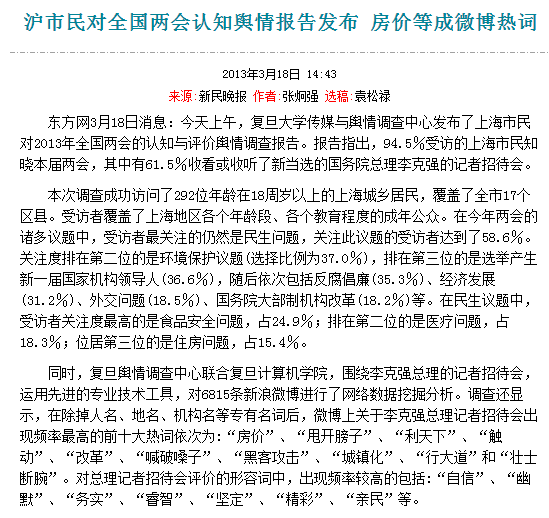 沪市民对全国两会认知舆情报告发布 房价等成微博热词
2013年3月18日 14:43
来源:新民晚报 作者:张炯强 选稿:袁松禄
东方网3月18日消息：今天上午，复旦大学传媒与舆情调查中心发布了上海市民
对2013年全国两会的认知与评价舆情调查报告。报告指出，94.5%受访的上海市民知
晓本届两会，其中有61.5%收看或收听了新当选的国务院总理李克强的记者招待会。
本次调查成功访问了292位年龄在18周岁以上的上海城乡居民，覆盖了全市17个
区县。受访者覆盖了上海地区各个年龄段、各个教育程度的成年公众。在今年两会的
诸多议题中，受访者最关注的仍然是民生问题，关注此议题的受访者达到了58.6%。
关注度排在第二位的是环境保护议题(选择比例为37.0%)，排在第三位的是选举产生
新一届国家机构领导人(36.6%)，随后依次包括反腐倡廉(35.3%)、经济发展
(31.2%)、外交问题(18.5%)、国务院大部制机构改革(18.2%)等。在民生议题中，
受访者关注度最高的是食品安全问题，占24.9%；排在第二位的是医疗问题，占
18.3%；位居第三位的是住房问题，占15.4%。
同时，复旦舆情调查中心联合复旦计算机学院，围绕李克强总理的记者招待会，
运用先进的专业技术工具，对6815条新浪微博进行了网络数据挖掘分析。调查还显
示，在除掉人名、地名、机构名等专有名词后，微博上关于李克强总理记者招待会出
现频率最高的前十大热词依次为:“房价”、“甩开膀子”、“利天下”、“触
动”、“改革”、“喊破嗓子”、“黑客攻击”、“城镇化”、“行大道”和“壮士
断腕”。对总理记者招待会评价的形容词中，出现频率较高的包括:“自信”、“幽
默”、“务实”、“睿智”、“坚定”、“精彩”、“亲民”等。